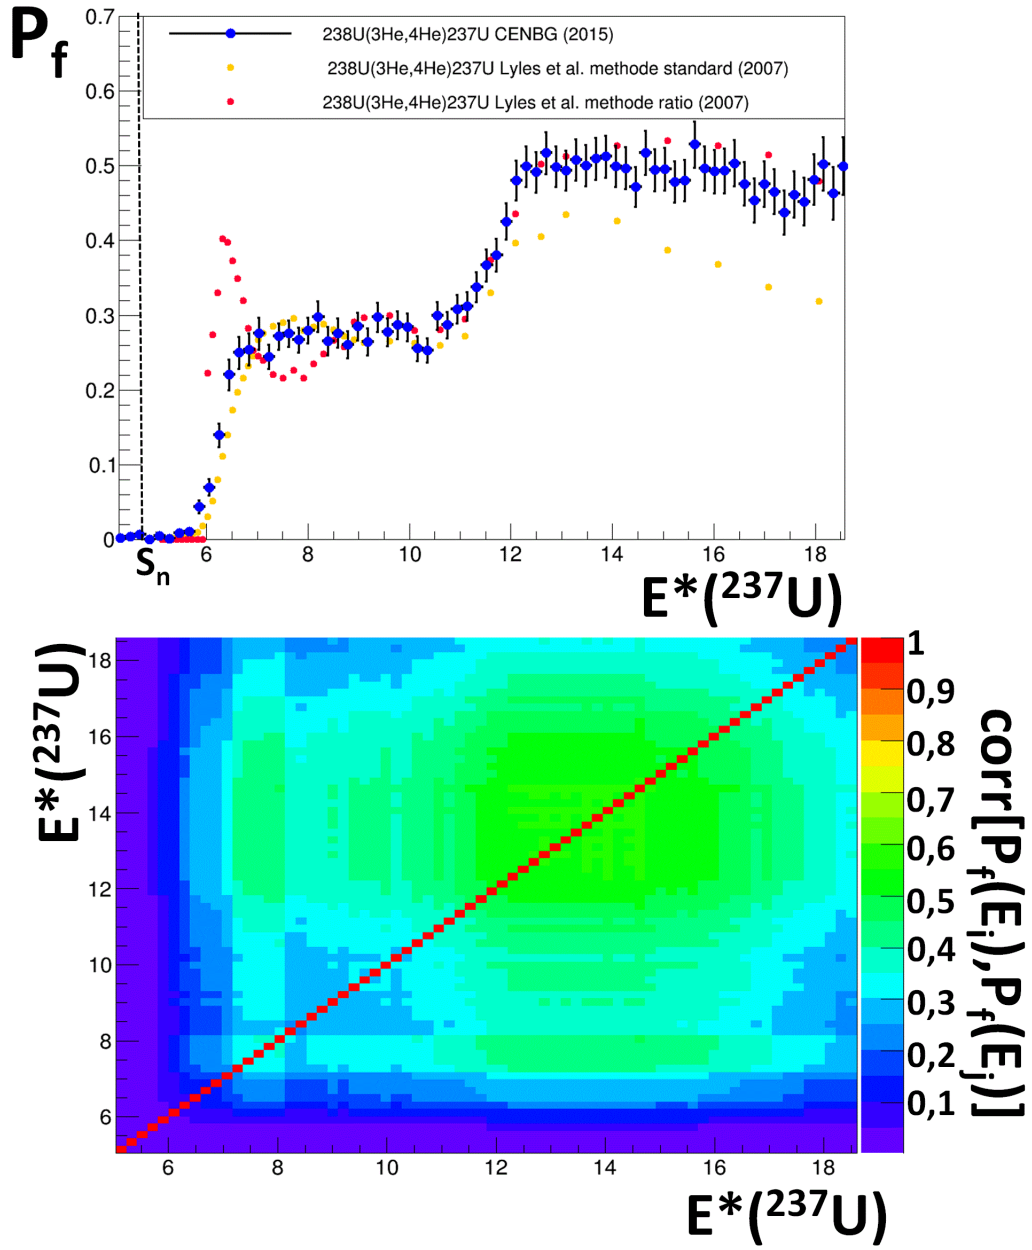 P_f
0.7
238U(3He,4He)237U CENBG (2015)
238U(3He,4He)237U Lyles et al. methode standard (2007)
238U(3He,4He)237U Lyles et al. methode ratio (2007)
0.6
0.5
0.4
0.3
0.2
0.1
0
S_n
6 8 10 12 14 16 18
E*(²³⁷U)
E*(²³⁷U)
18
16
14
12
10
8
6
6 8 10 12 14 16 18
E*(²³⁷U)
1
0,9
0,8
0,7
0,6
0,5
0,4
0,3
0,2
0,1
corr[P_f(E_i),P_f(E_j)]